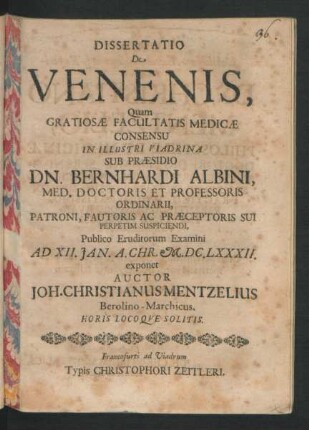 96.
DISSERTATIO
De
VENENIS,
Quam
GRATIOSÆ FACULTATIS MEDICÆ
CONSENSU
IN ILLUSTRI VIADRINA
SUB PRÆSIDIO
DN. BERNHARDI ALBINI,
MED. DOCTORIS ET PROFESSORIS
ORDINARII,
PATRONI, FAUTORIS AC PRÆCEPTORIS SUI
PERPETIM SUSPICIENDI,
Publico Eruditorum Examini
AD XII. JAN. A. CHR. M.DC.LXXXII.
exponet
AUCTOR
JOH. CHRISTIANUS MENTZELIUS
Berolino-Marchicus.
HORIS LOCOQVE SOLITIS.
Francofurti ad Viadrum
Typis CHRISTOPHORI ZEITLERI.